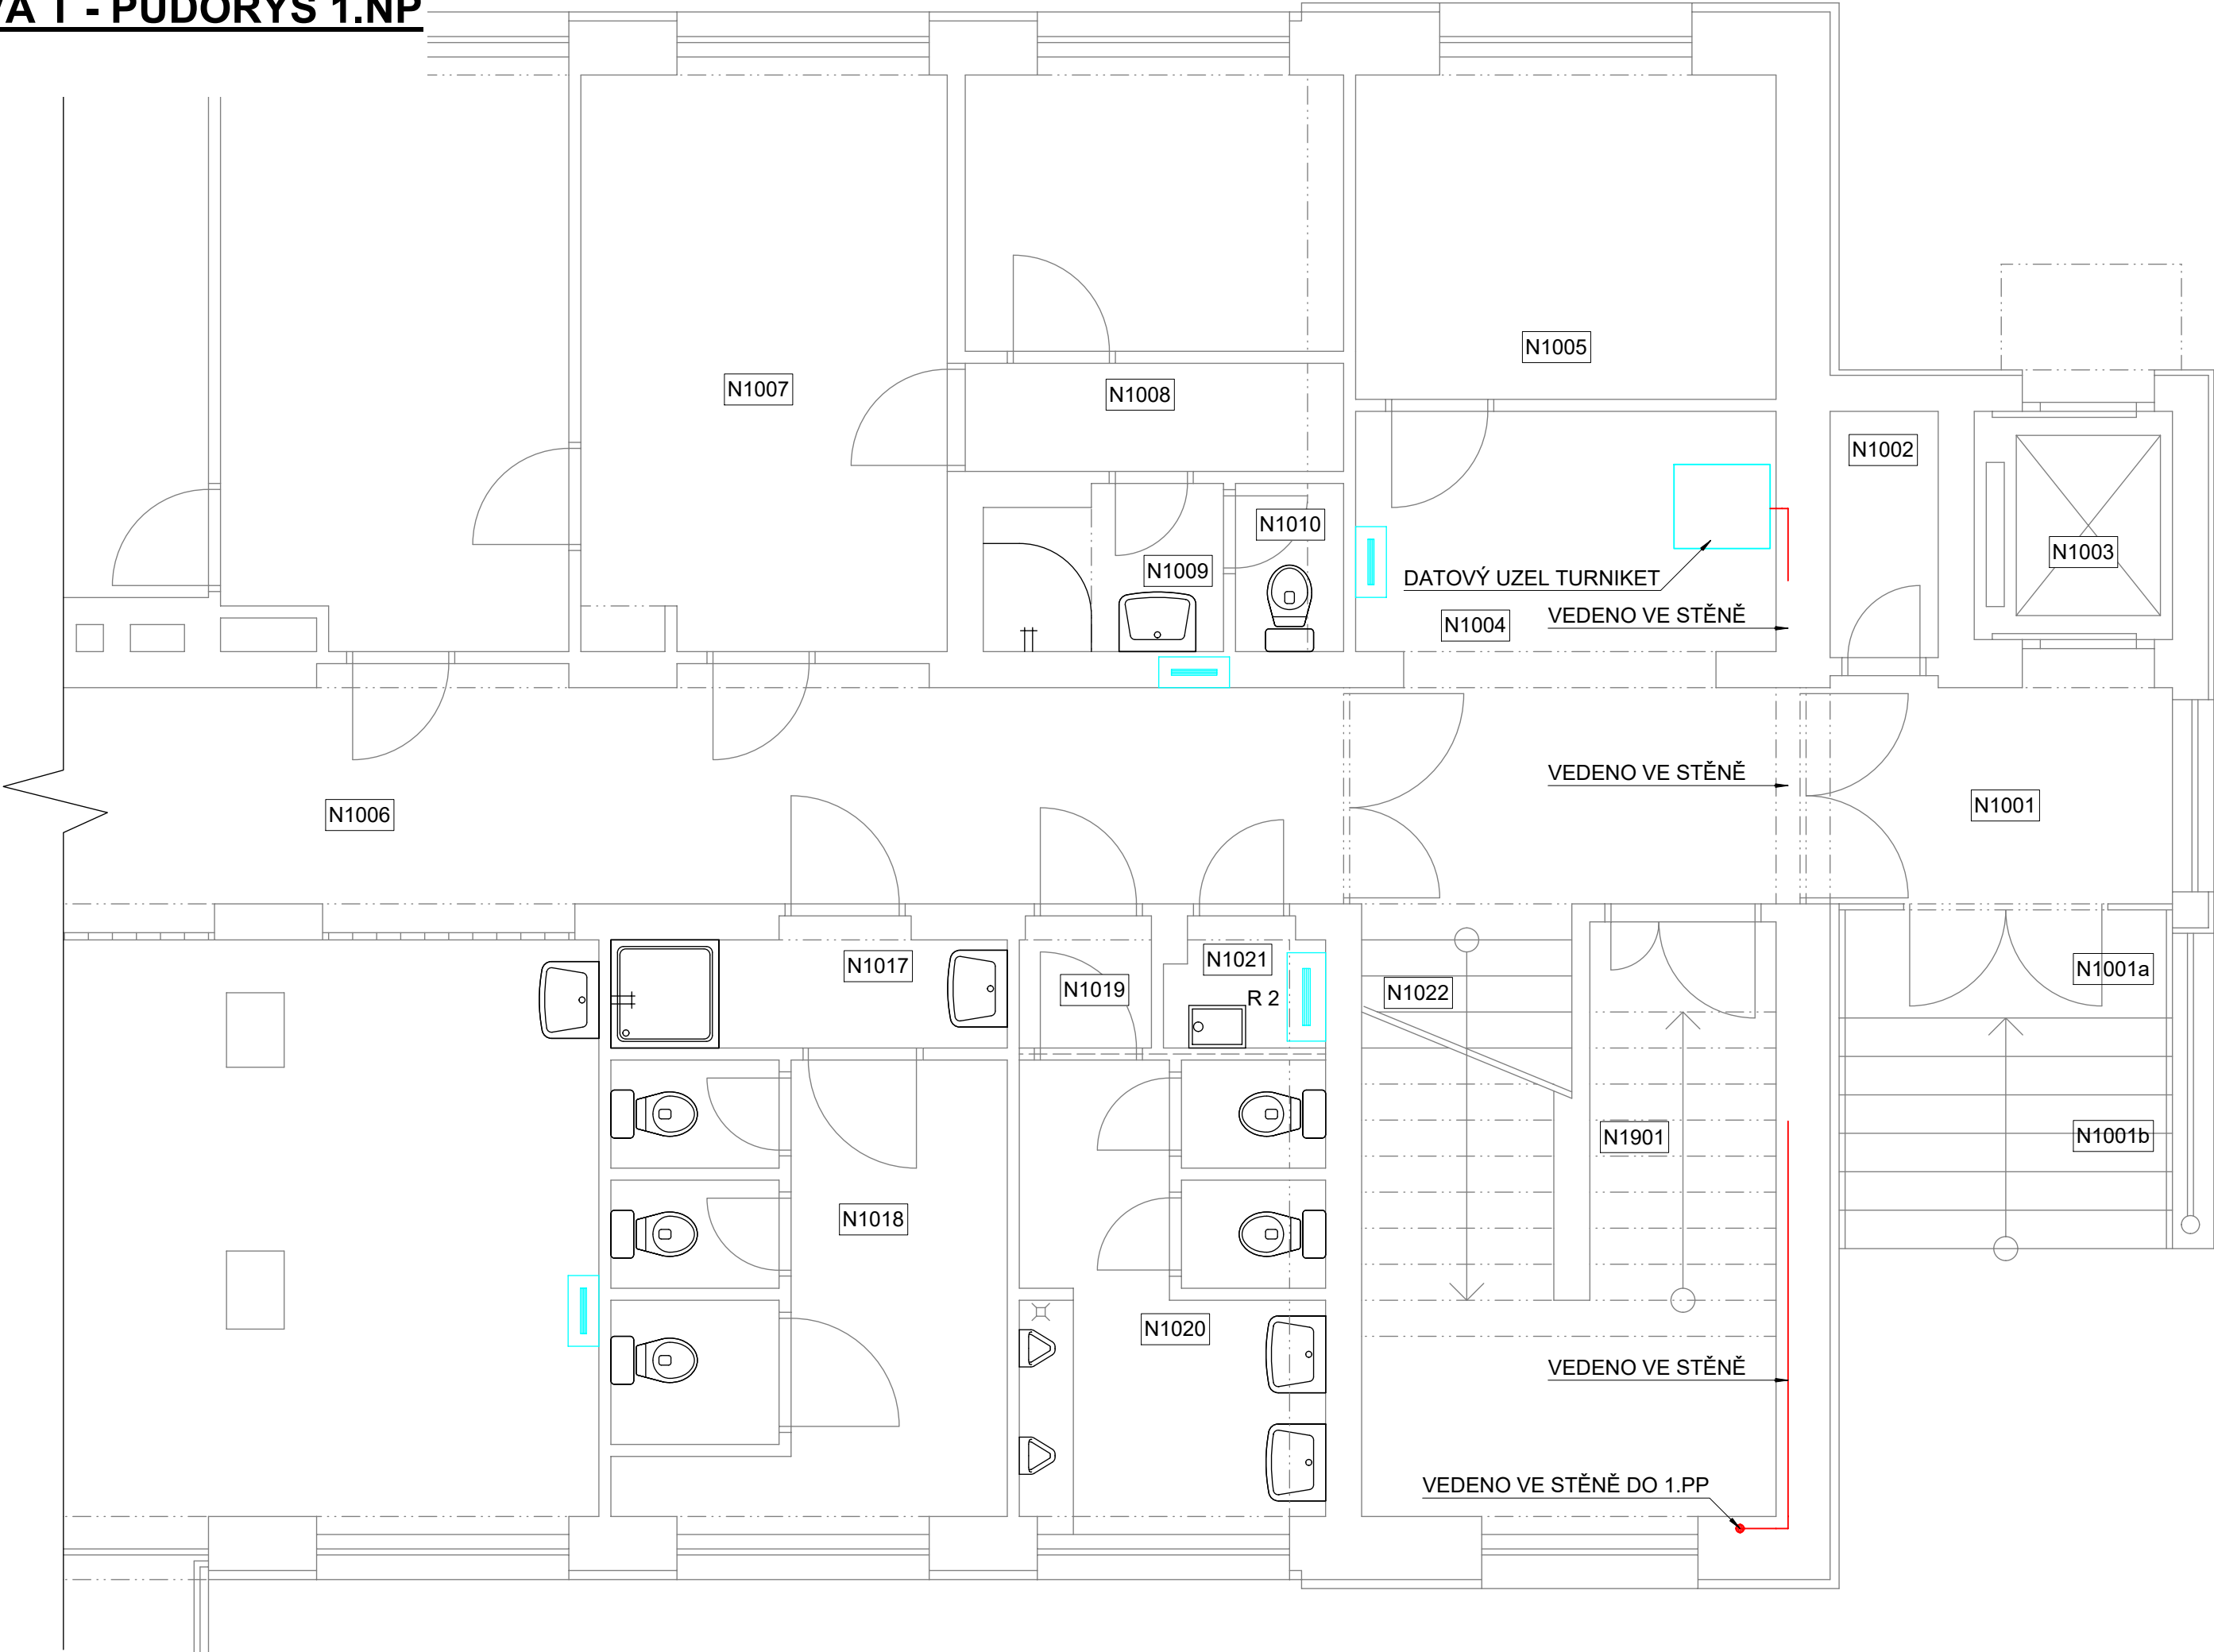 - PŮDORYS 1.NP
N1005
N1007
N1008
N1002
N1010
N1003
N1009
DATOVÝ UZEL TURNIKET
VEDENO VE STĚNĚ
N1004
VEDENO VE STĚNĚ
N1006
N1001
N1021
N1017
N1001a
N1019
R 2
N1022
N1901
N1001b
N1018
N1020
VEDENO VE STĚNĚ
VEDENO VE STĚNĚ DO 1.PP